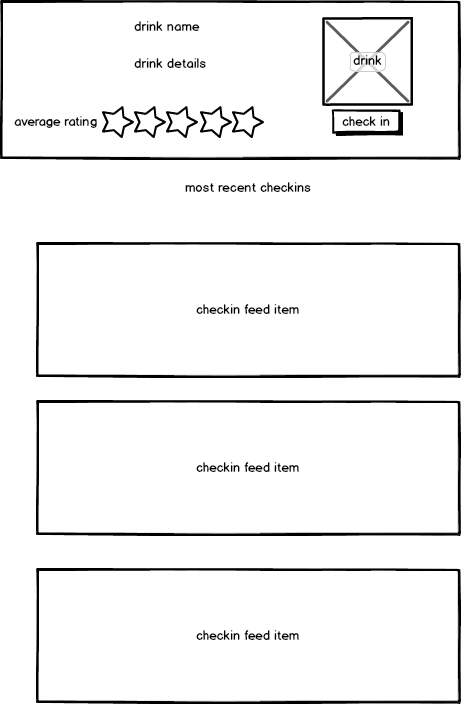 drink name
drink details
drink
average rating
check in
most recent checkins
checkin feed item
checkin feed item
checkin feed item